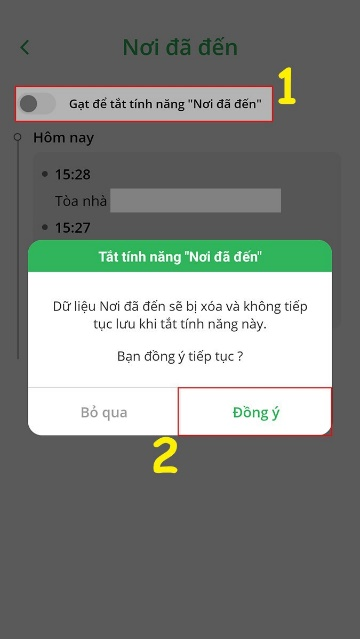 Nơi đã đến
1
Gạt để tắt tính năng "Nơi đã đến"
Hôm nay
15:28
Tòa nhà
15:27
Tắt tính năng "Nơi đã đến"
Dữ liệu Nơi đã đến sẽ bị xóa và không tiếp
tục lưu khi tắt tính năng này.
Bạn đồng ý tiếp tục ?
Bỏ qua
Đồng ý
2